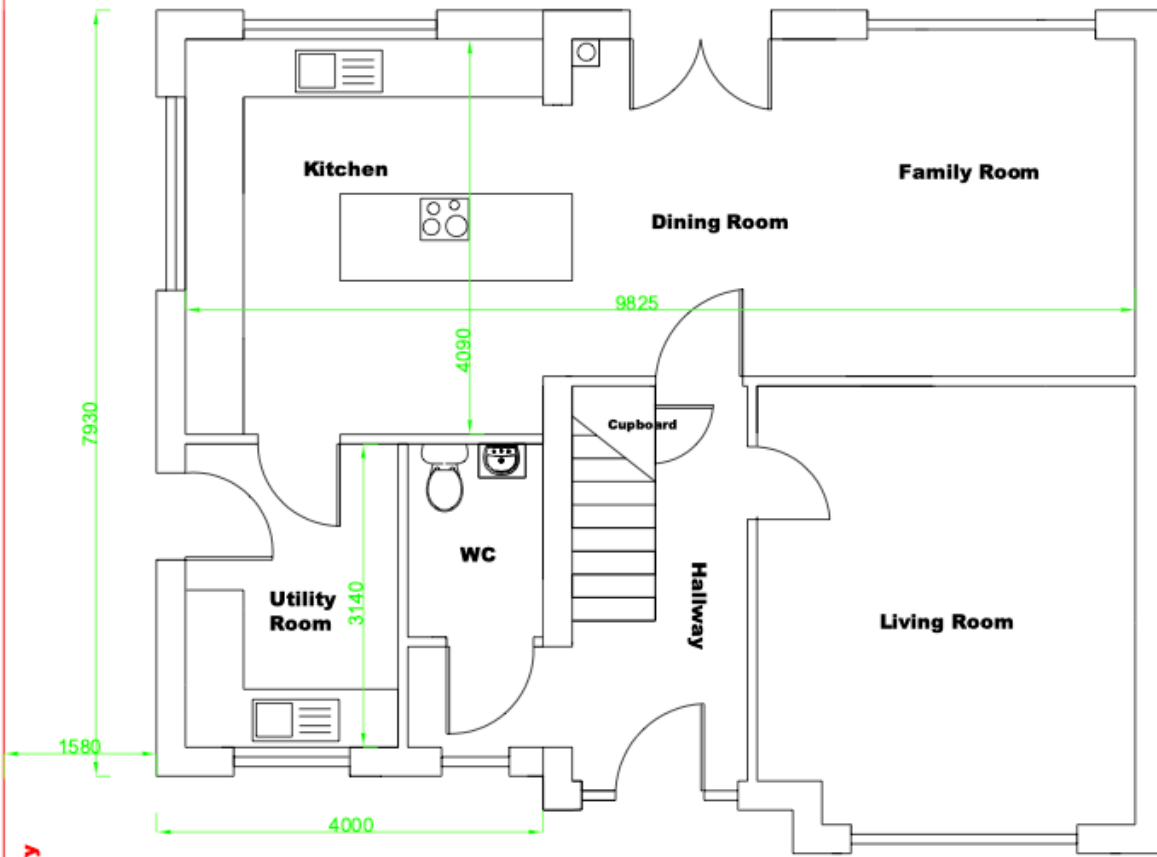 Kitchen
Family Room
Dining Room
9825
4090
7930
Cupboard
WC
Hallway
Utility
Room
3140
Living Room
1580
4000
y